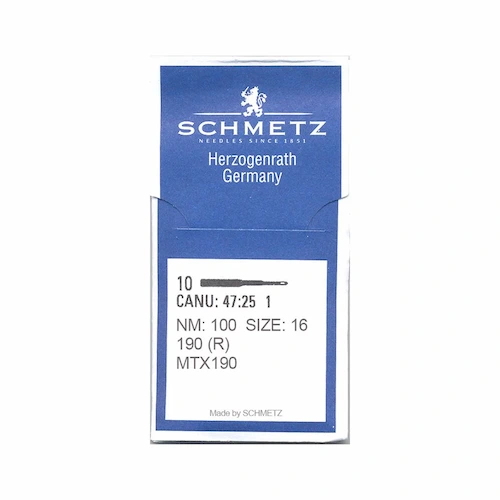 SCHMETZ
NEEDLES SINCE 1851
Herzogenrath
Germany
10
CANU: 47:25 1
NM: 100 SIZE: 16
190 (R)
MTX190
Made by SCHMETZ